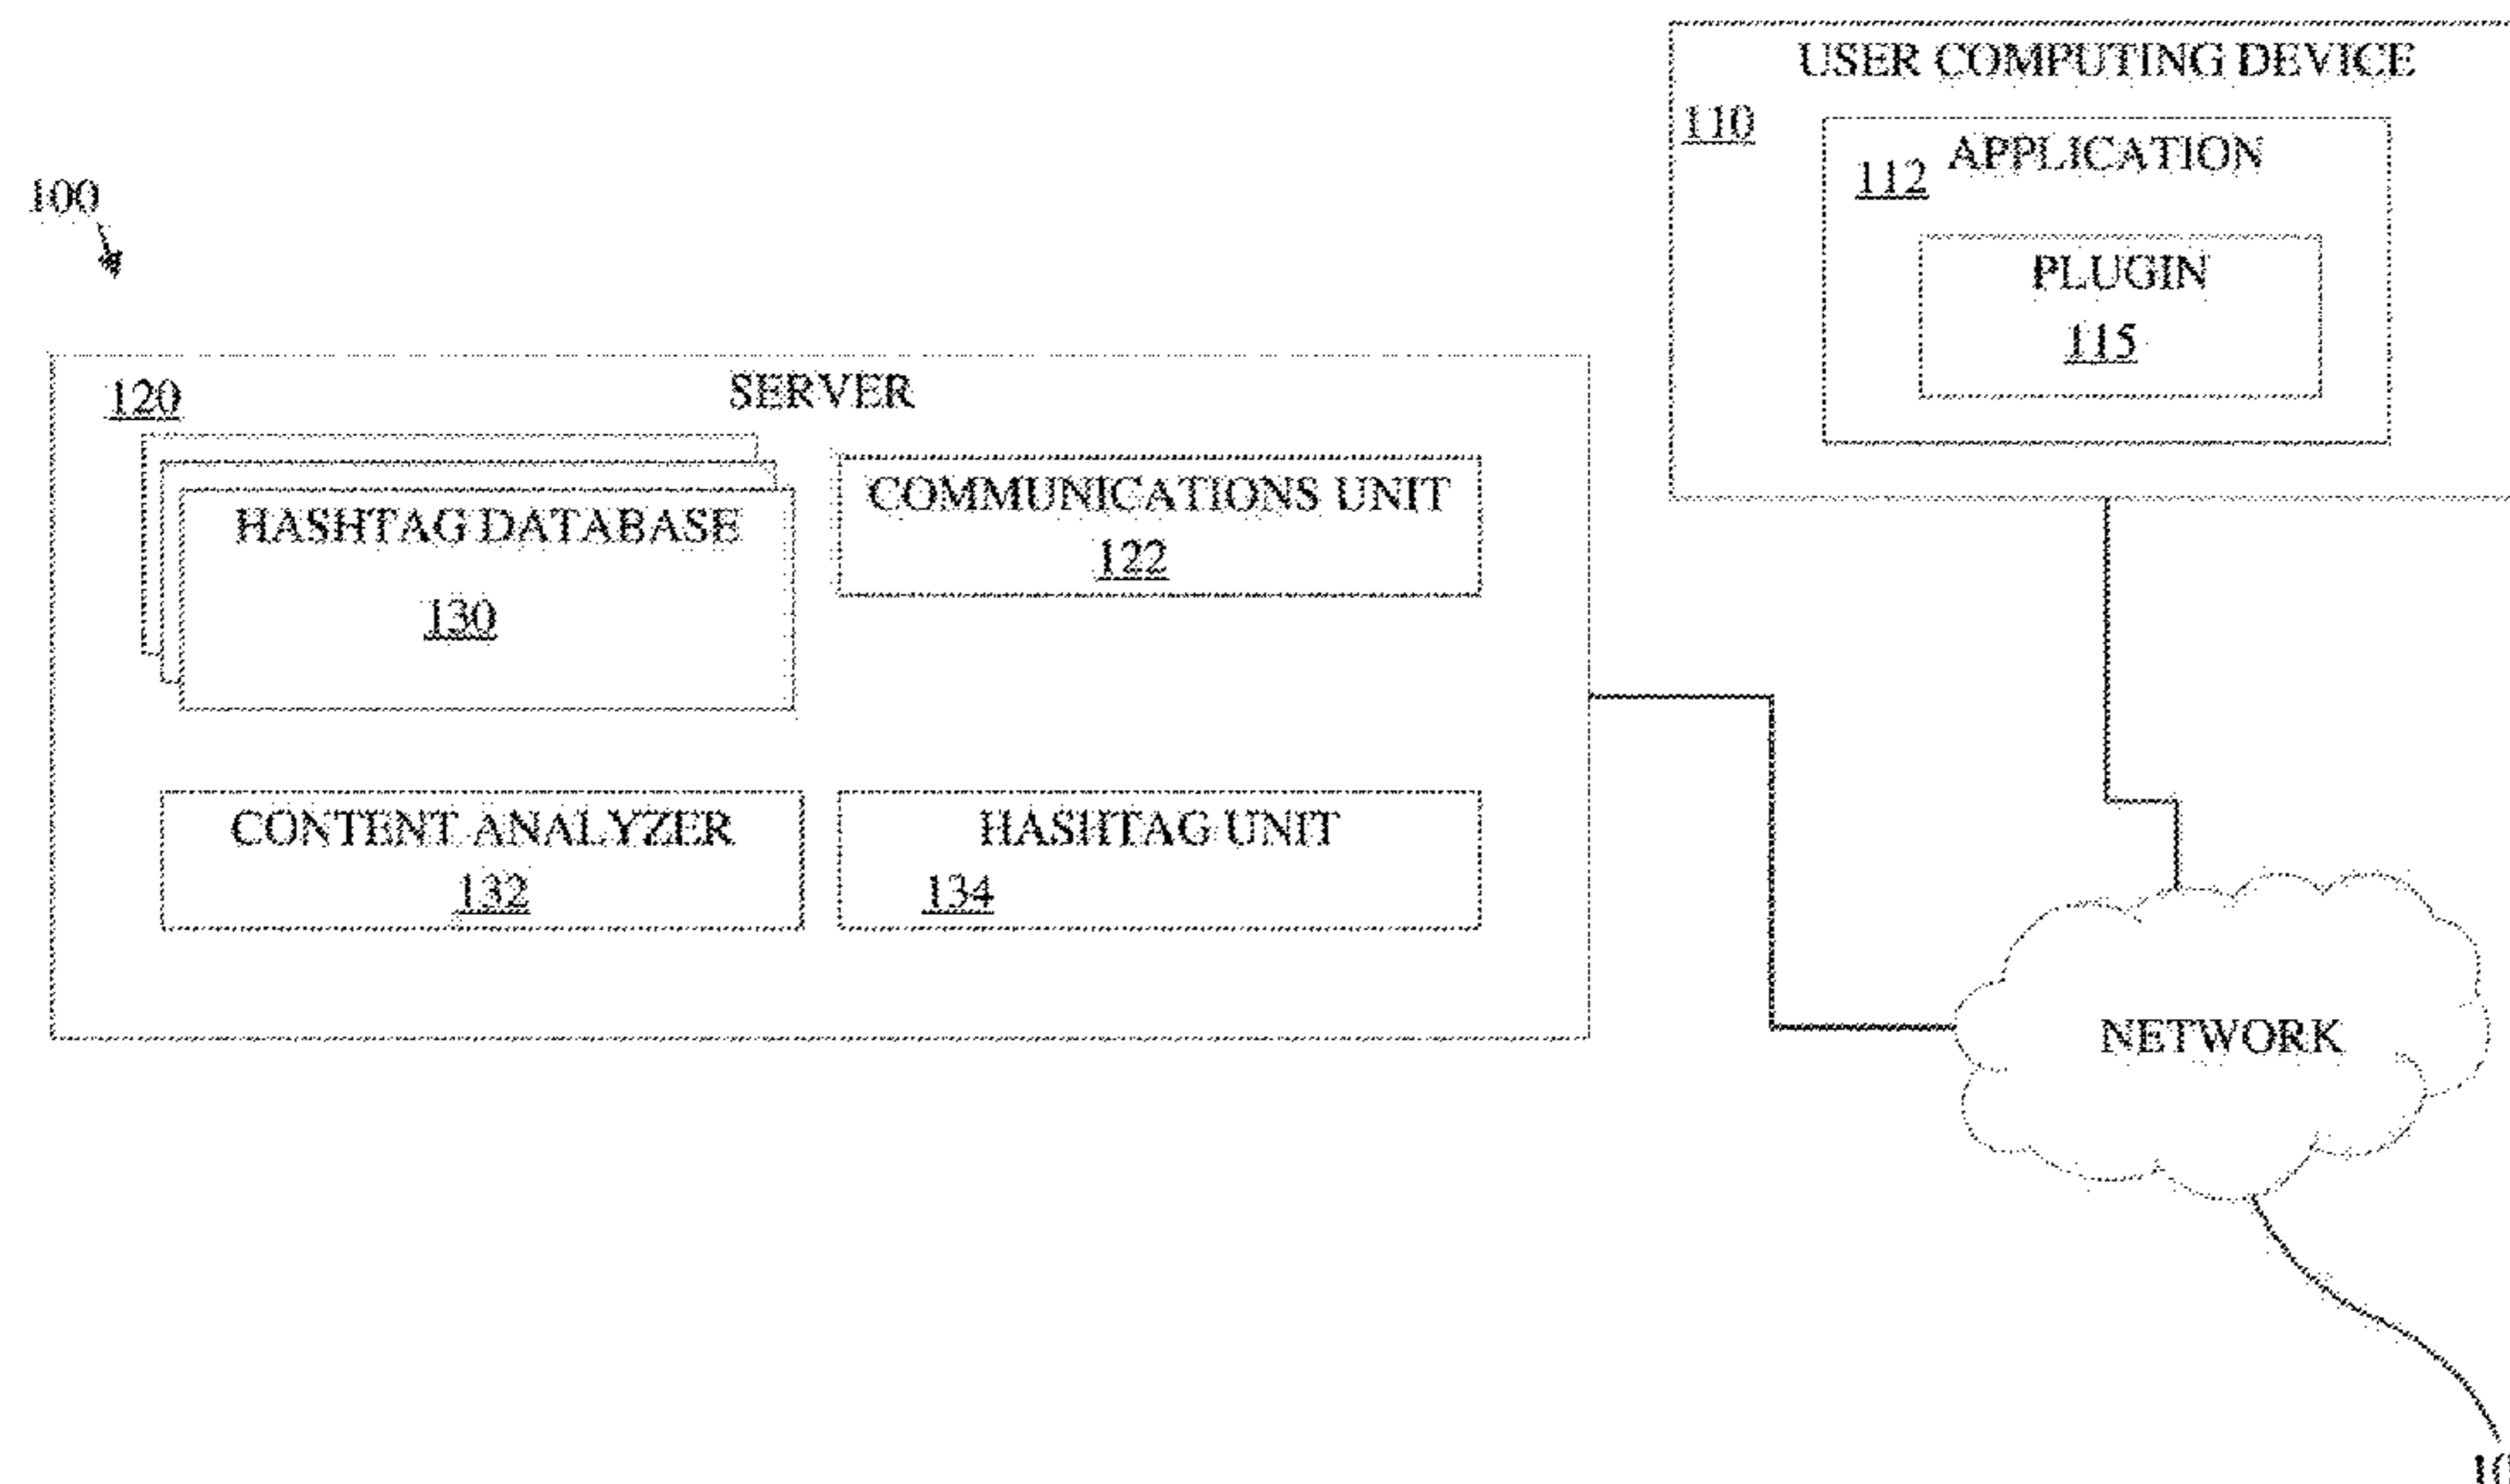 USER COMPUTING DEVICE
110
112 APPLICATION
PLUGIN
115
100
120 SERVER
HASHTAG DATABASE
130
COMMUNICATIONS UNIT
122
CONTENT ANALYZER
132
HASHTAG UNIT
134
NETWORK